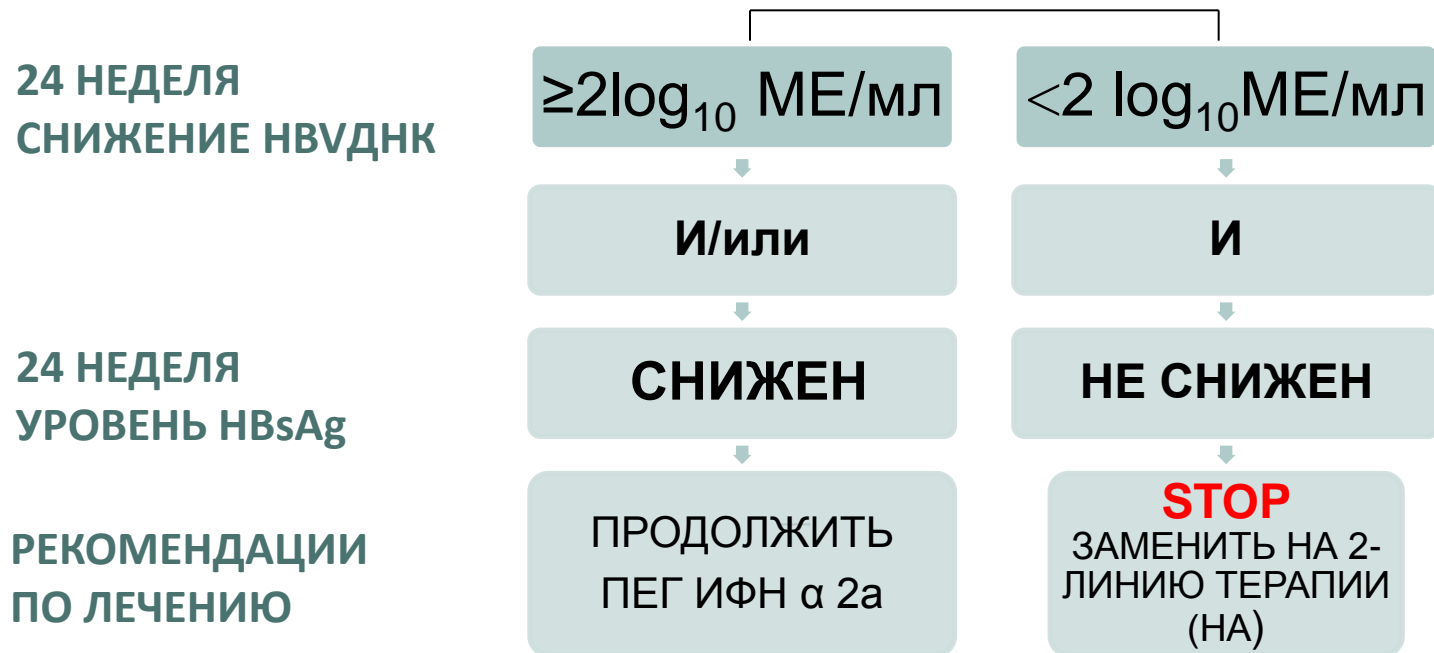 24 НЕДЕЛЯ
СНИЖЕНИЕ HBVДНК
≥2log₁₀ МЕ/мл
<2 log₁₀МЕ/мл
И/или
И
24 НЕДЕЛЯ
УРОВЕНЬ HBsAg
СНИЖЕН
НЕ СНИЖЕН
РЕКОМЕНДАЦИИ
ПО ЛЕЧЕНИЮ
ПРОДОЛЖИТЬ
ПЕГ ИФН α 2а
STOP
ЗАМЕНИТЬ НА 2-
ЛИНИЮ ТЕРАПИИ
(НА)